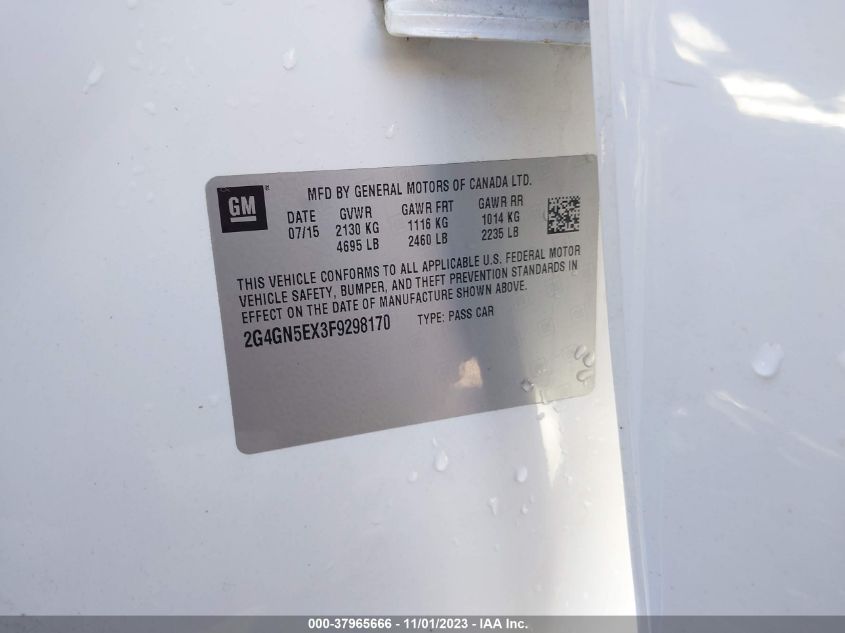 GM
MFD BY GENERAL MOTORS OF CANADA LTD.
DATE GVWR GAWR FRT GAWR RR
07/15 2130 KG 1116 KG 1014 KG
4695 LB 2460 LB 2235 LB
THIS VEHICLE CONFORMS TO ALL APPLICABLE U.S. FEDERAL MOTOR
VEHICLE SAFETY, BUMPER, AND THEFT PREVENTION STANDARDS IN
EFFECT ON THE DATE OF MANUFACTURE SHOWN ABOVE.
2G4GN5EX3F9298170 TYPE: PASS CAR
000-37965666 - 11/01/2023 - IAA Inc.